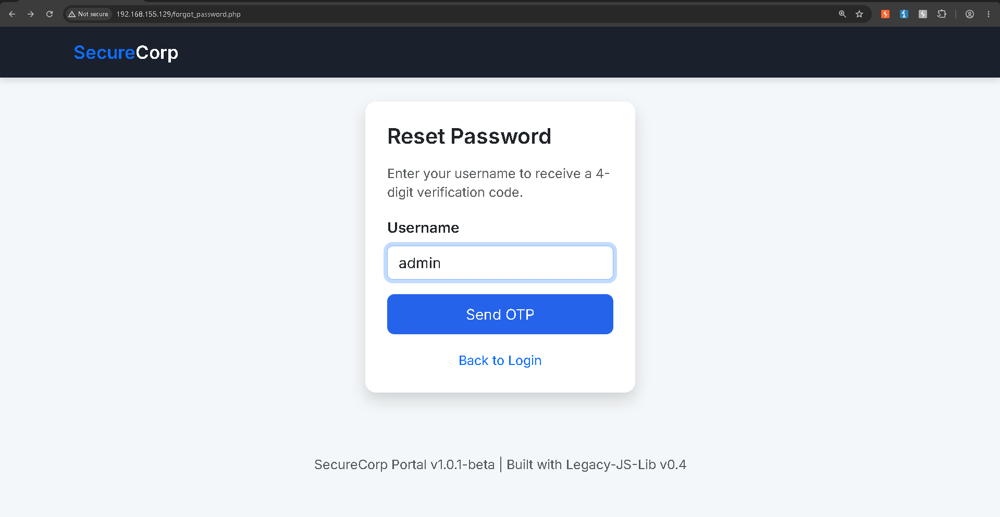 Not secure 192.168.155.129/forgot_password.php
SecureCorp
Reset Password
Enter your username to receive a 4-
digit verification code.
Username
admin
Send OTP
Back to Login
SecureCorp Portal v1.0.1-beta | Built with Legacy-JS-Lib v0.4